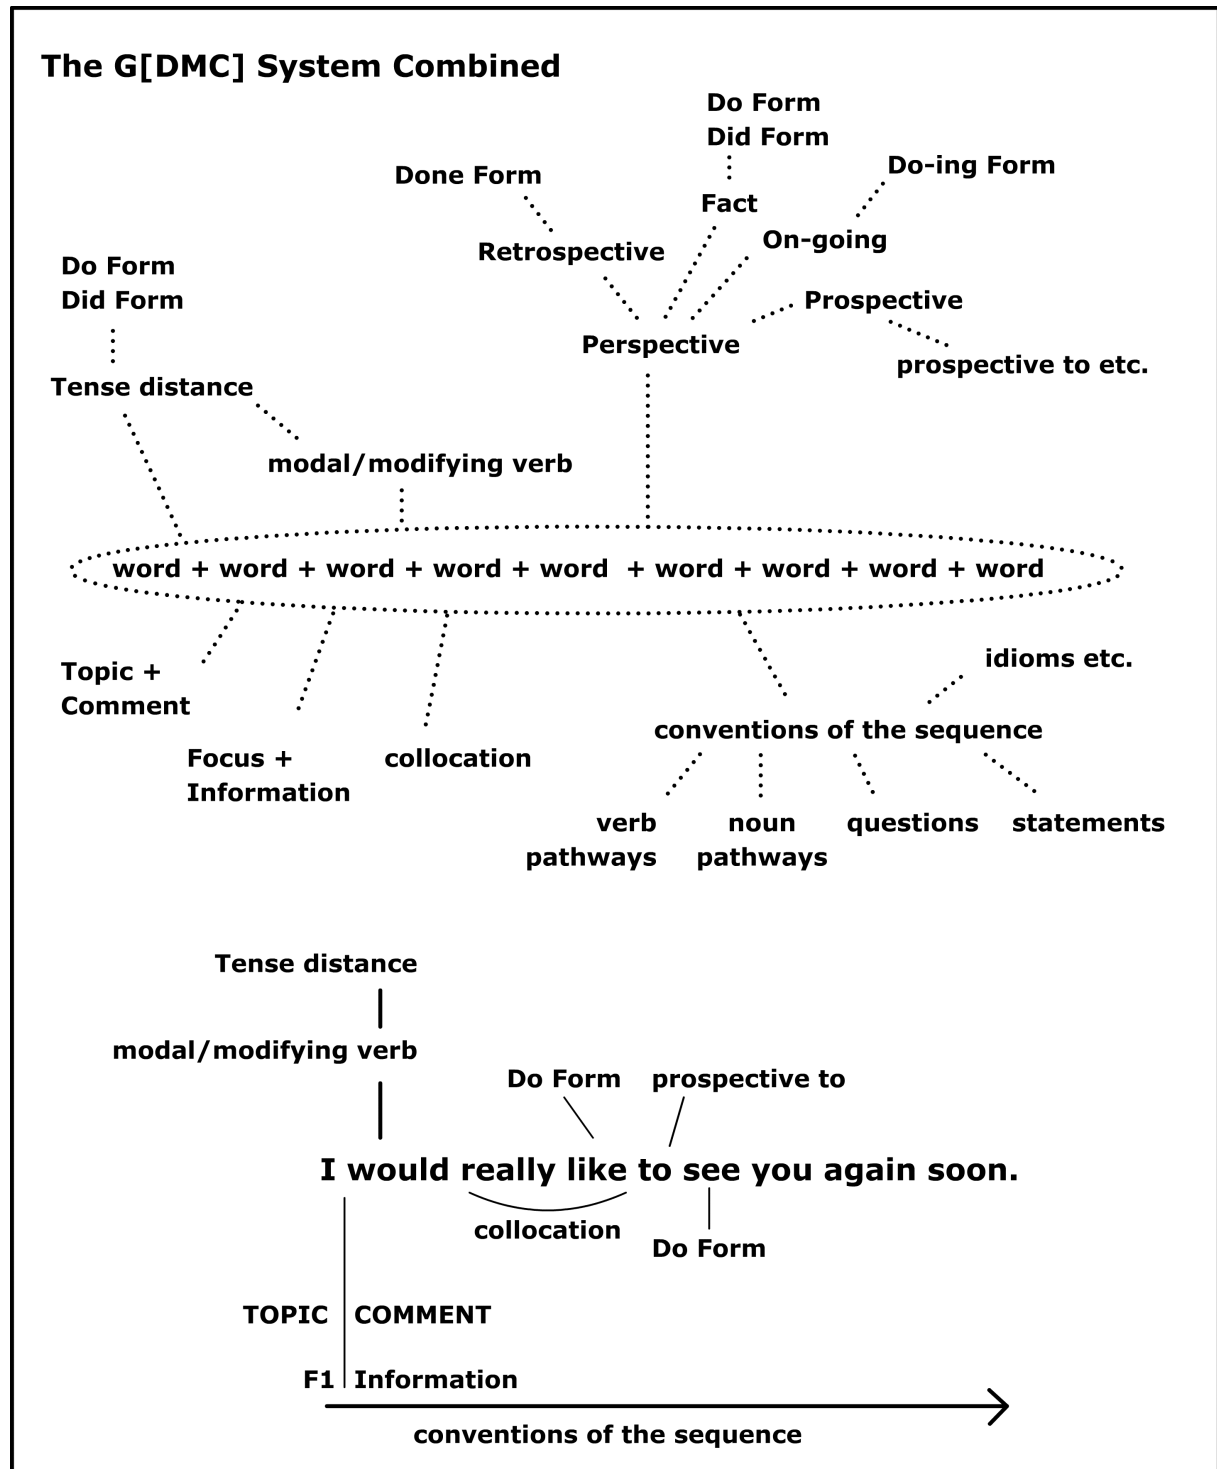 The G[DMC] System Combined
Do Form
Did Form
Done Form
Do-ing Form
Fact
On-going
Retrospective
Do Form
Did Form
Prospective
Perspective
prospective to etc.
Tense distance
modal/modifying verb
word + word + word + word + word + word + word + word + word
Topic +
Comment
idioms etc.
conventions of the sequence
Focus +
Information
collocation
verb
pathways
noun
pathways
questions
statements
Tense distance
modal/modifying verb
Do Form
prospective to
I would really like to see you again soon.
collocation
Do Form
TOPIC
COMMENT
F1
Information
conventions of the sequence